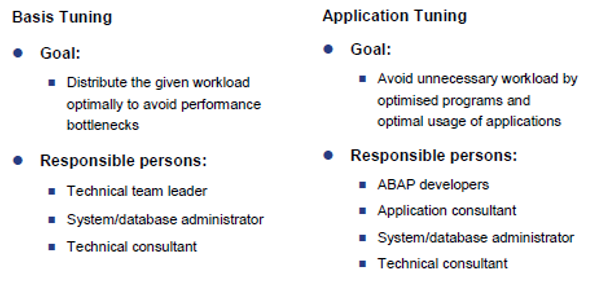 Basis Tuning
Goal:
Distribute the given workload
optimally to avoid performance
bottlenecks
Responsible persons:
Technical team leader
System/database administrator
Technical consultant
Application Tuning
Goal:
Avoid unnecessary workload by
optimised programs and
optimal usage of applications
Responsible persons:
ABAP developers
Application consultant
System/database administrator
Technical consultant